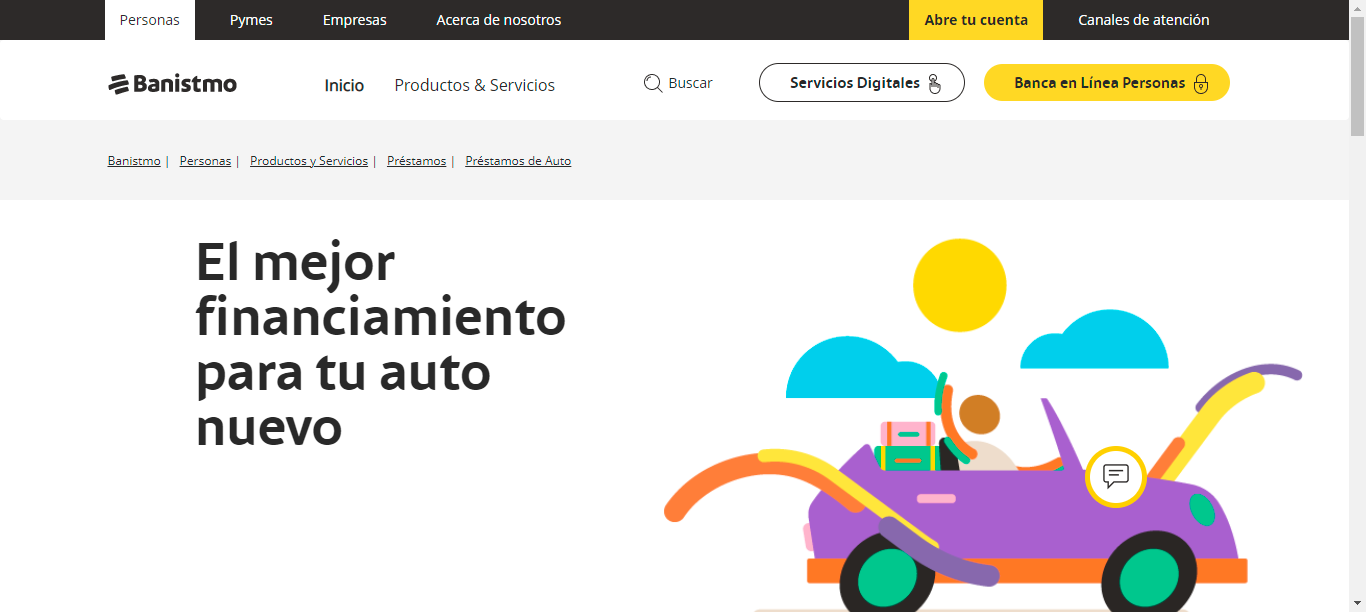 Personas Pymes Empresas Acerca de nosotros Abre tu cuenta Canales de atención
Banistmo Inicio Productos & Servicios Buscar Servicios Digitales Banca en Línea Personas
Banistmo | Personas | Productos y Servicios | Préstamos | Préstamos de Auto
El mejor
financiamiento
para tu auto
nuevo